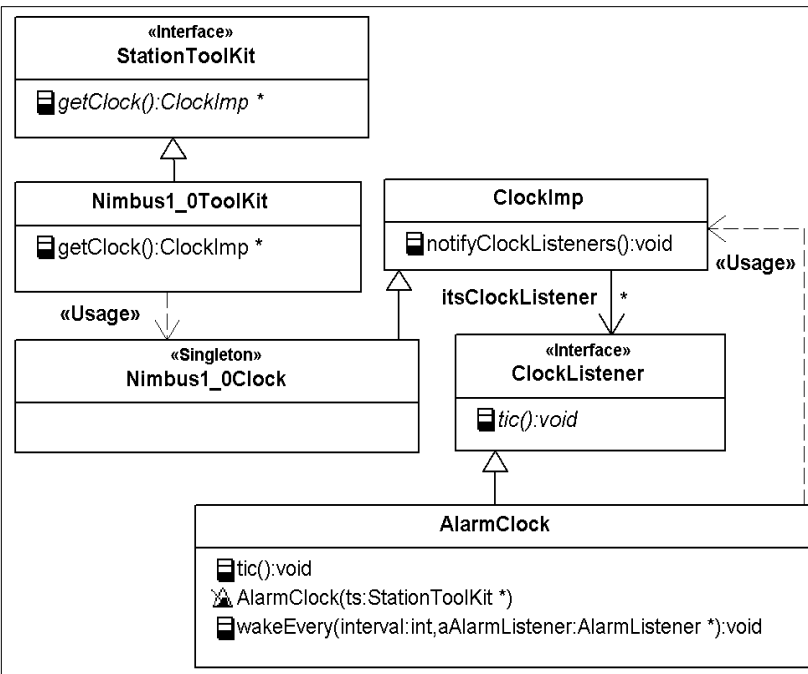 «Interface»
StationToolKit
getClock():ClockImp *
Nimbus1_0ToolKit
getClock():ClockImp *
«Usage»
«Singleton»
Nimbus1_0Clock
ClockImp
notifyClockListeners():void
«Usage»
itsClockListener *
«Interface»
ClockListener
tic():void
AlarmClock
tic():void
AlarmClock(ts:StationToolKit *)
wakeEvery(interval:int,aAlarmListener:AlarmListener *):void